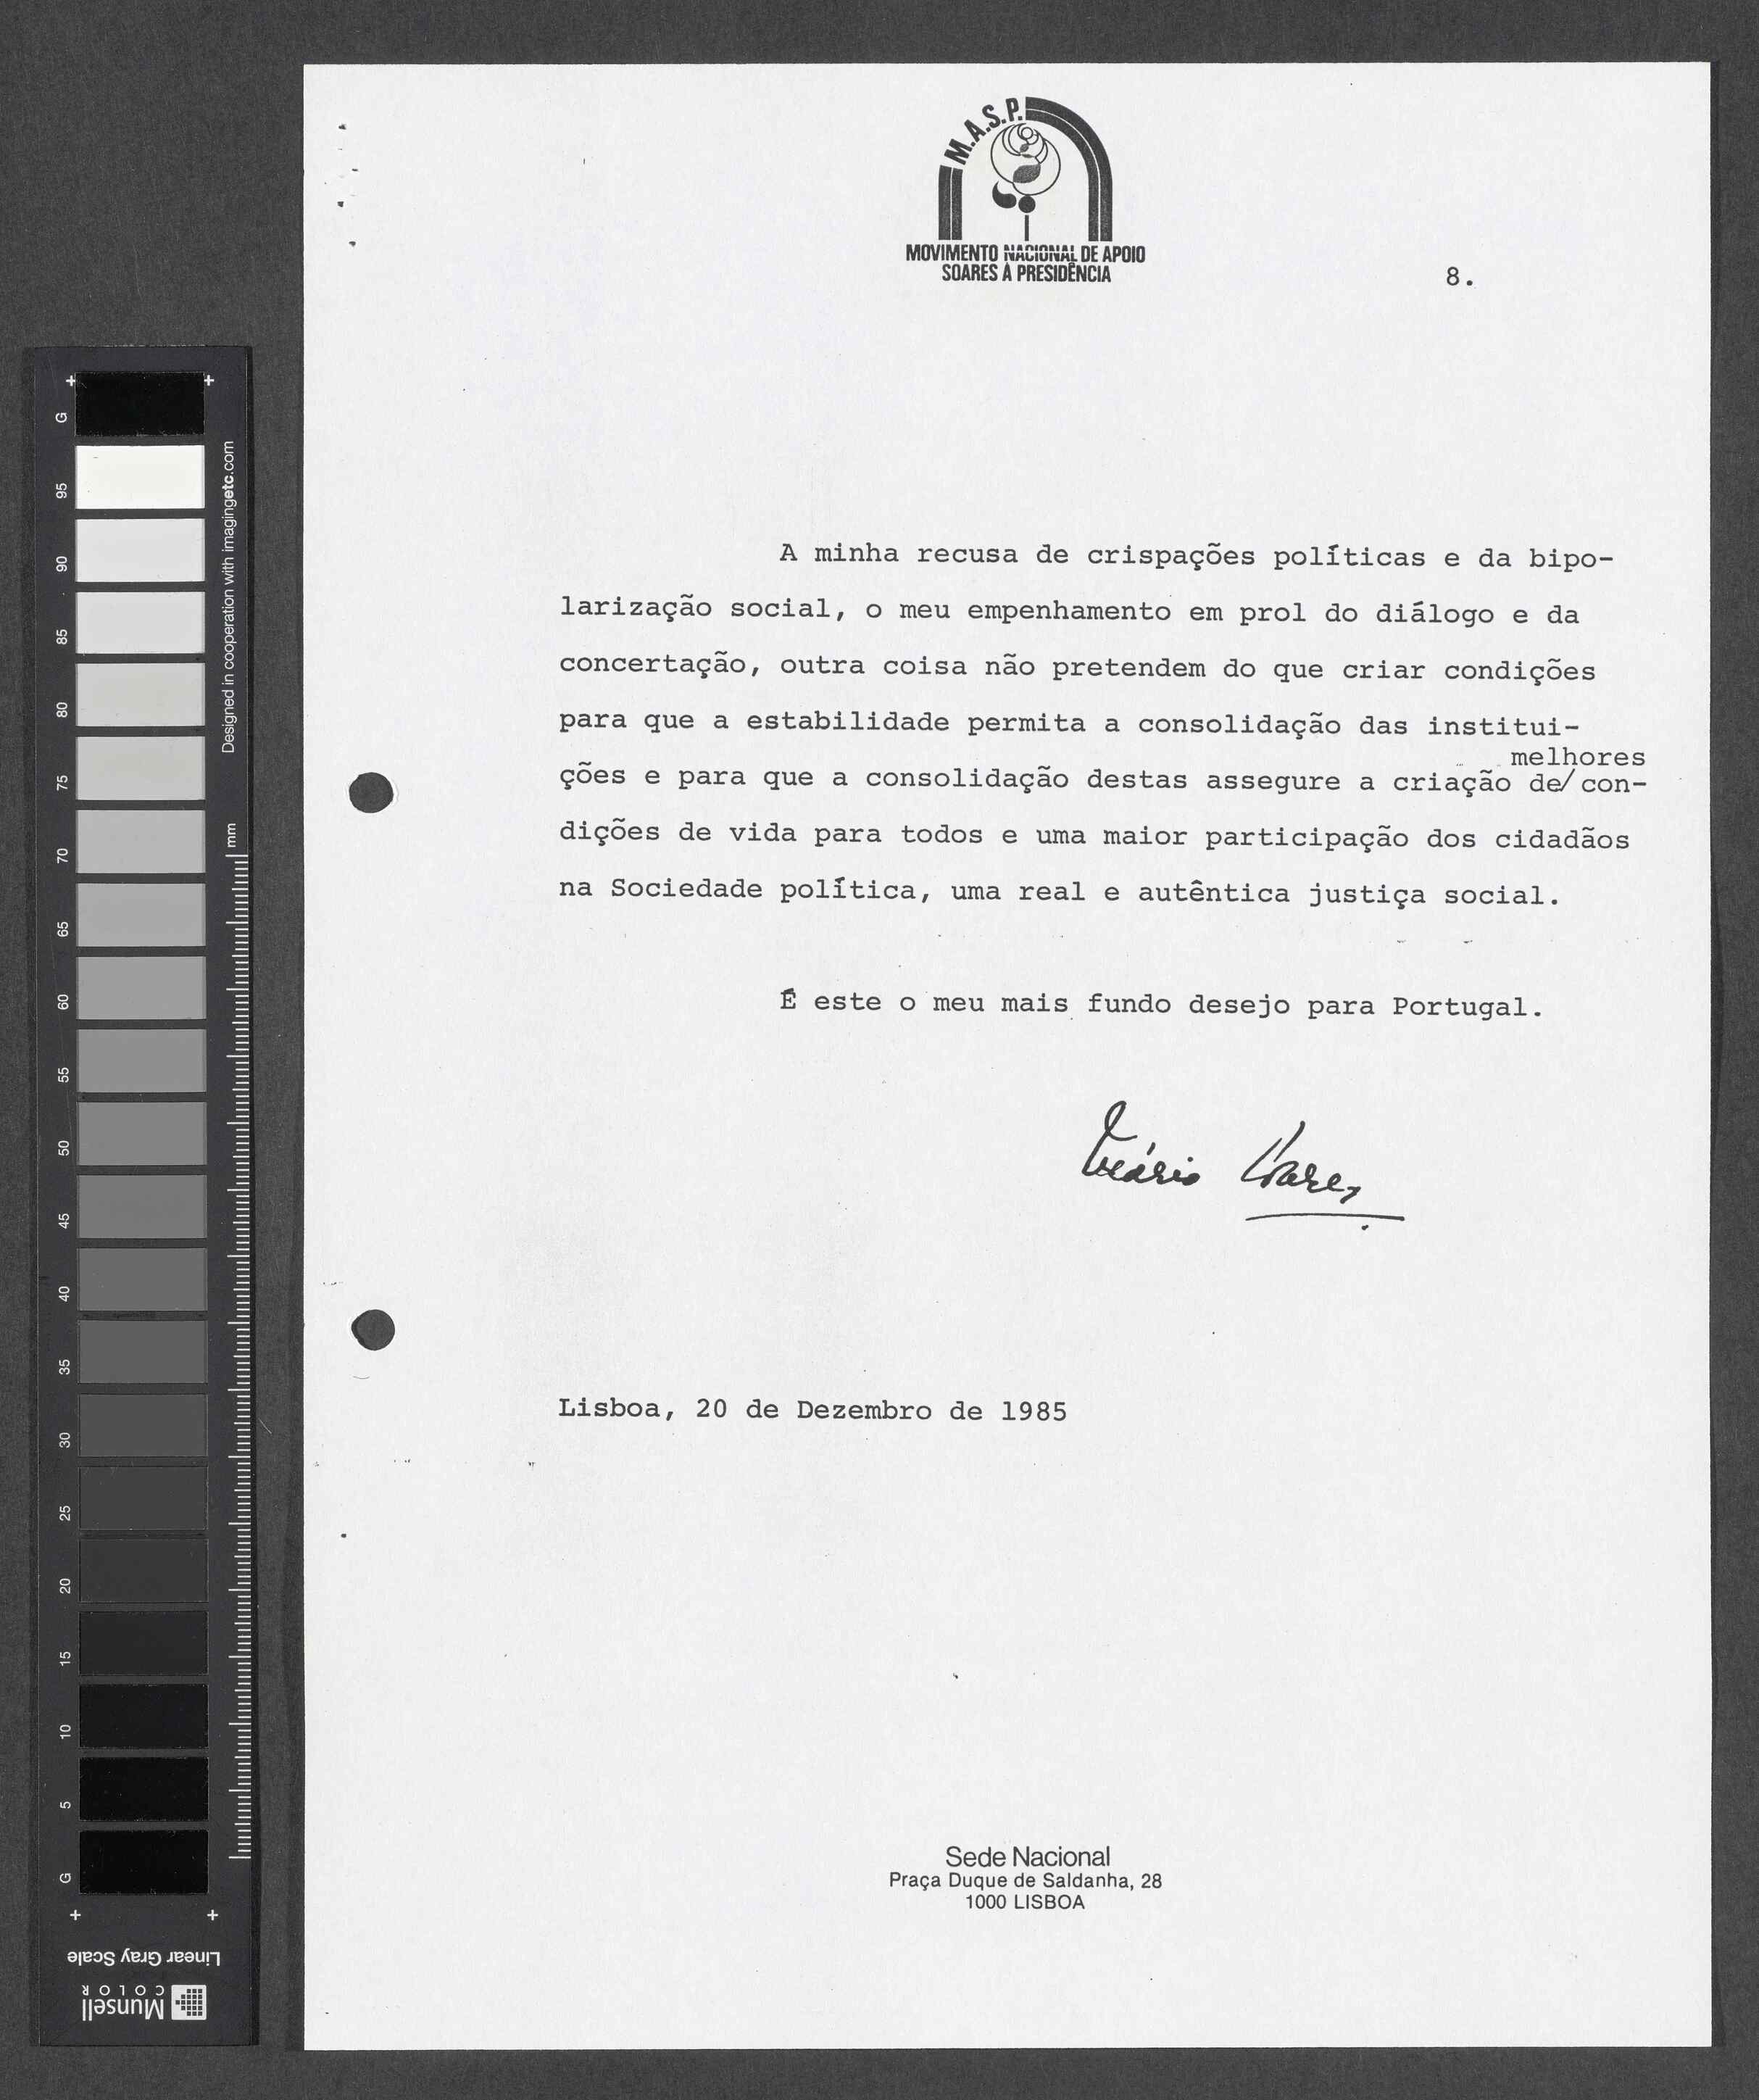 M.A.S.P.
MOVIMENTO NACIONAL DE APOIO
SOARES À PRESIDÊNCIA
8.
A minha recusa de crispações políticas e da bipo-
larização social, o meu empenhamento em prol do diálogo e da
concertação, outra coisa não pretendem do que criar condições
para que a estabilidade permita a consolidação das institui-
melhores
ções e para que a consolidação destas assegure a criação de/ con-
dições de vida para todos e uma maior participação dos cidadãos
na Sociedade política, uma real e autêntica justiça social.
É este o meu mais fundo desejo para Portugal.
Mário Soares
Lisboa, 20 de Dezembro de 1985
Sede Nacional
Praça Duque de Saldanha, 28
1000 LISBOA
G
95
90
85
80
75
70
65
60
55
50
45
40
35
30
25
20
15
10
5
G
Designed in cooperation with imagingetc.com
mm
Linear Gray Scale
Munsell
COLOR